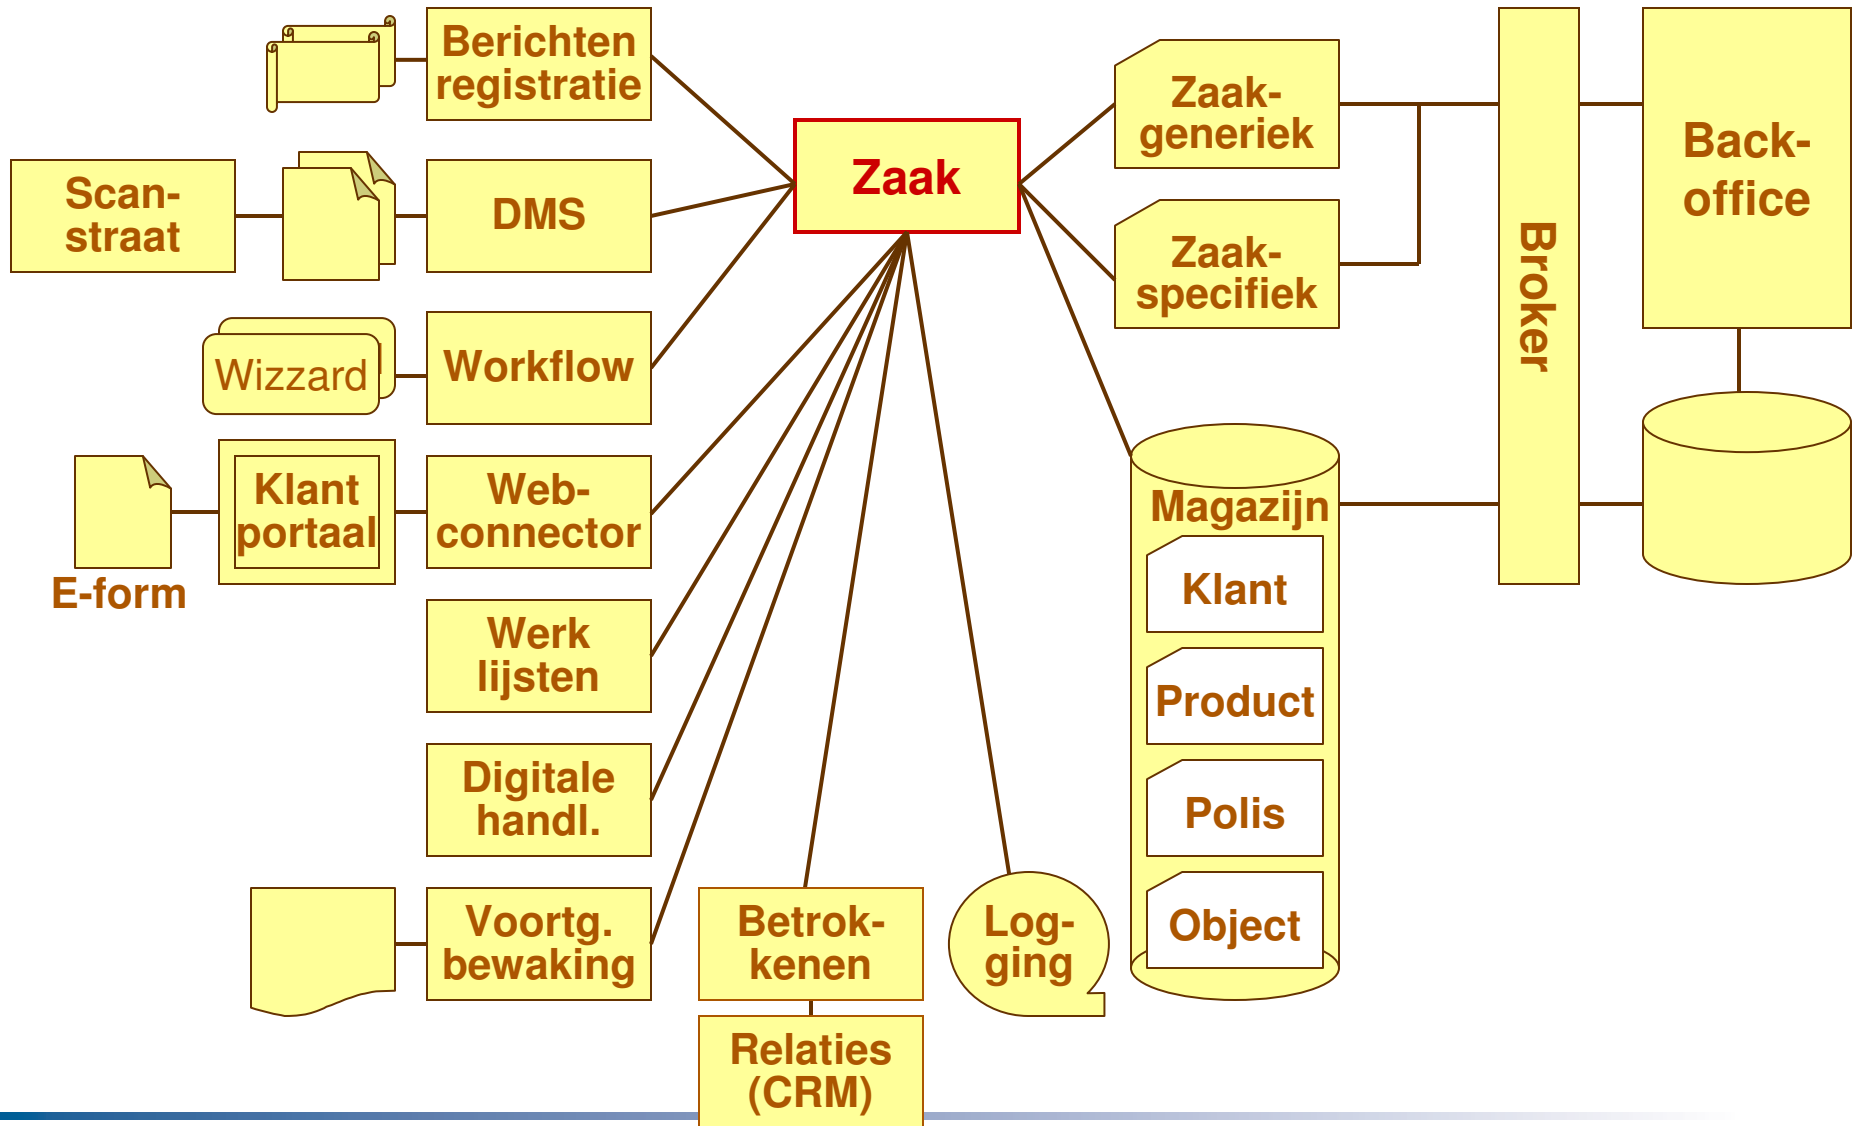 Berichten
registratie
Scan-
straat
DMS
Wizzard
Workflow
E-form
Klant
portaal
Web-
connector
Werk
lijsten
Digitale
handl.
Voortg.
bewaking
Zaak
Betrok-
kenen
Relaties
(CRM)
Log-
ging
Zaak-
generiek
Zaak-
specifiek
Magazijn
Klant
Product
Polis
Object
Broker
Back-
office